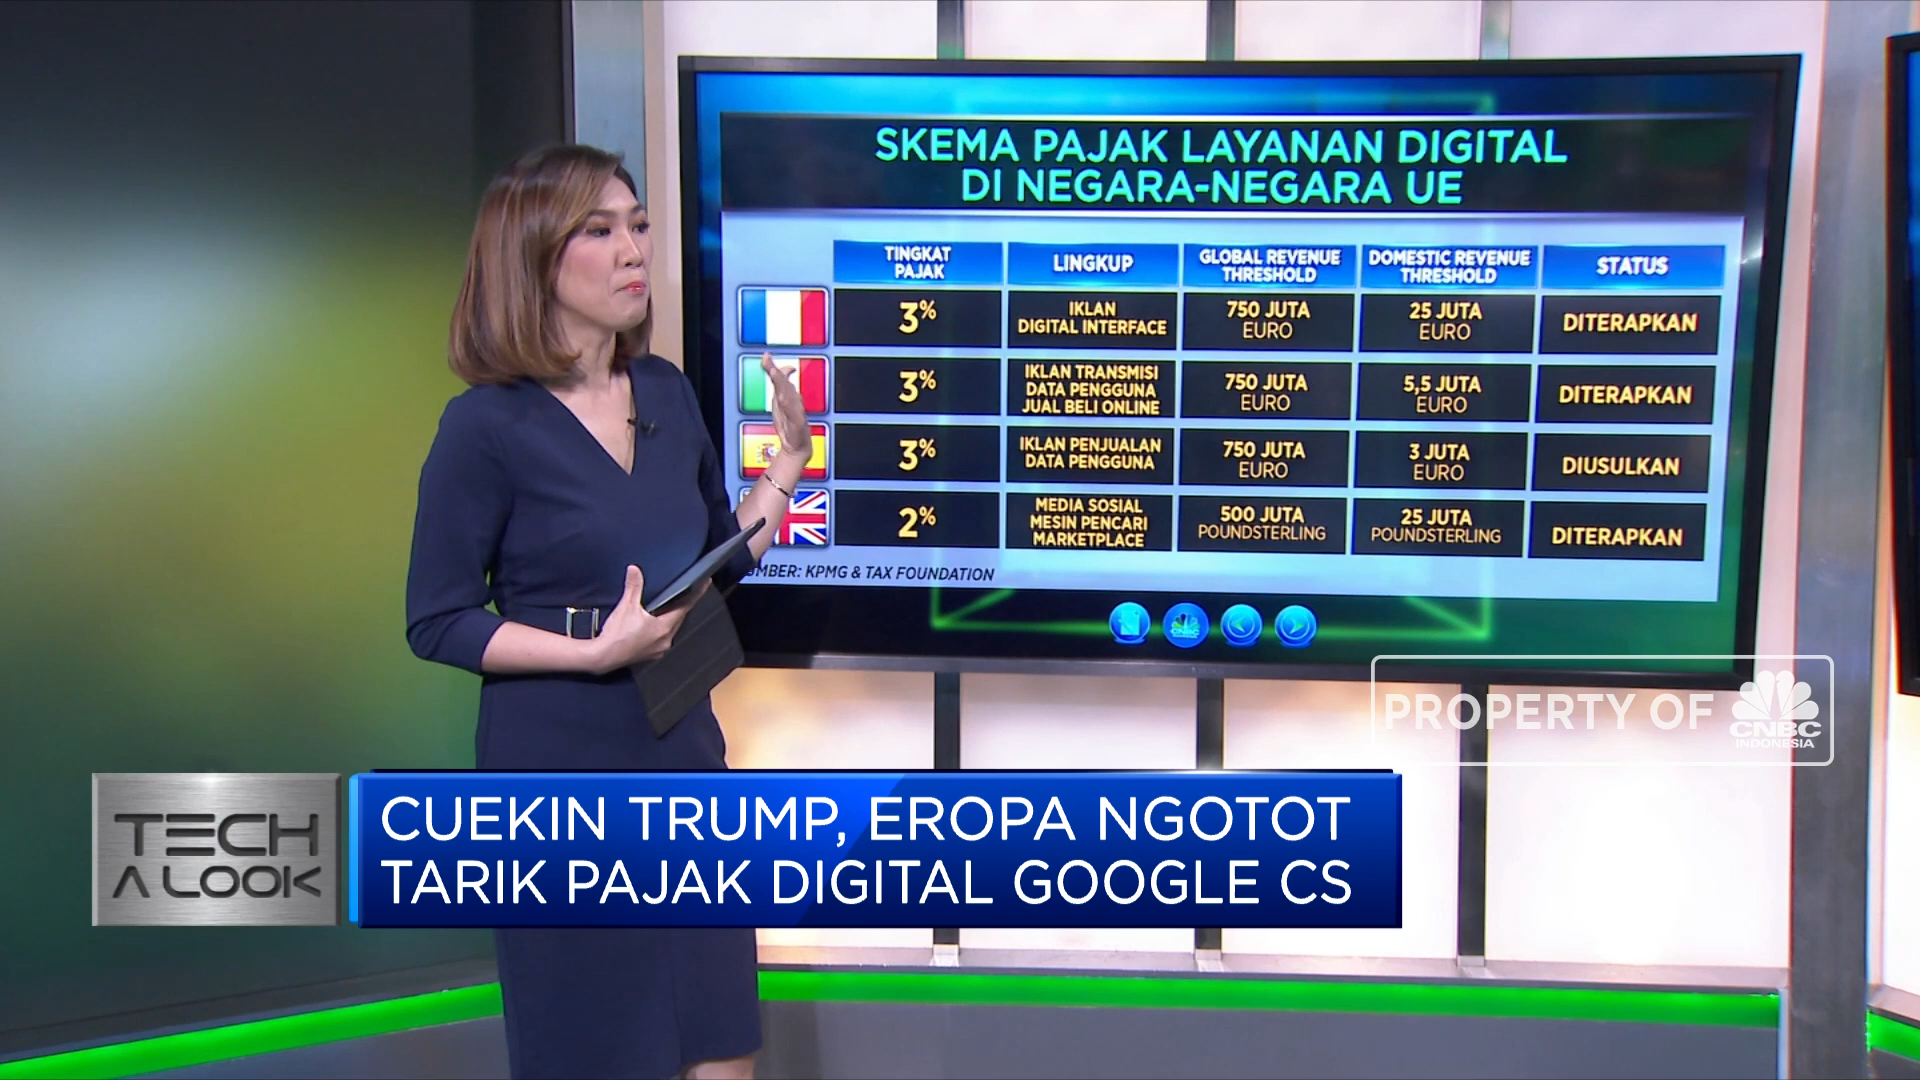 SKEMA PAJAK LAYANAN DIGITAL
DI NEGARA-NEGARA UE
TINGKAT
PAJAK
LINGKUP
GLOBAL REVENUE
THRESHOLD
DOMESTIC REVENUE
THRESHOLD
STATUS
3%
IKLAN
DIGITAL INTERFACE
750 JUTA
EURO
25 JUTA
EURO
DITERAPKAN
3%
IKLAN TRANSMISI
DATA PENGGUNA
JUAL BELI ONLINE
750 JUTA
EURO
5,5 JUTA
EURO
DITERAPKAN
3%
IKLAN PENJUALAN
DATA PENGGUNA
750 JUTA
EURO
3 JUTA
EURO
DIUSULKAN
2%
MEDIA SOSIAL
MESIN PENCARI
MARKETPLACE
500 JUTA
POUNDSTERLING
25 JUTA
POUNDSTERLING
DITERAPKAN
KPMG & TAX FOUNDATION
CNBC
PROPERTY OF
CNBC
INDONESIA
TECH
A LOOK
CUEKIN TRUMP, EROPA NGOTOT
TARIK PAJAK DIGITAL GOOGLE CS